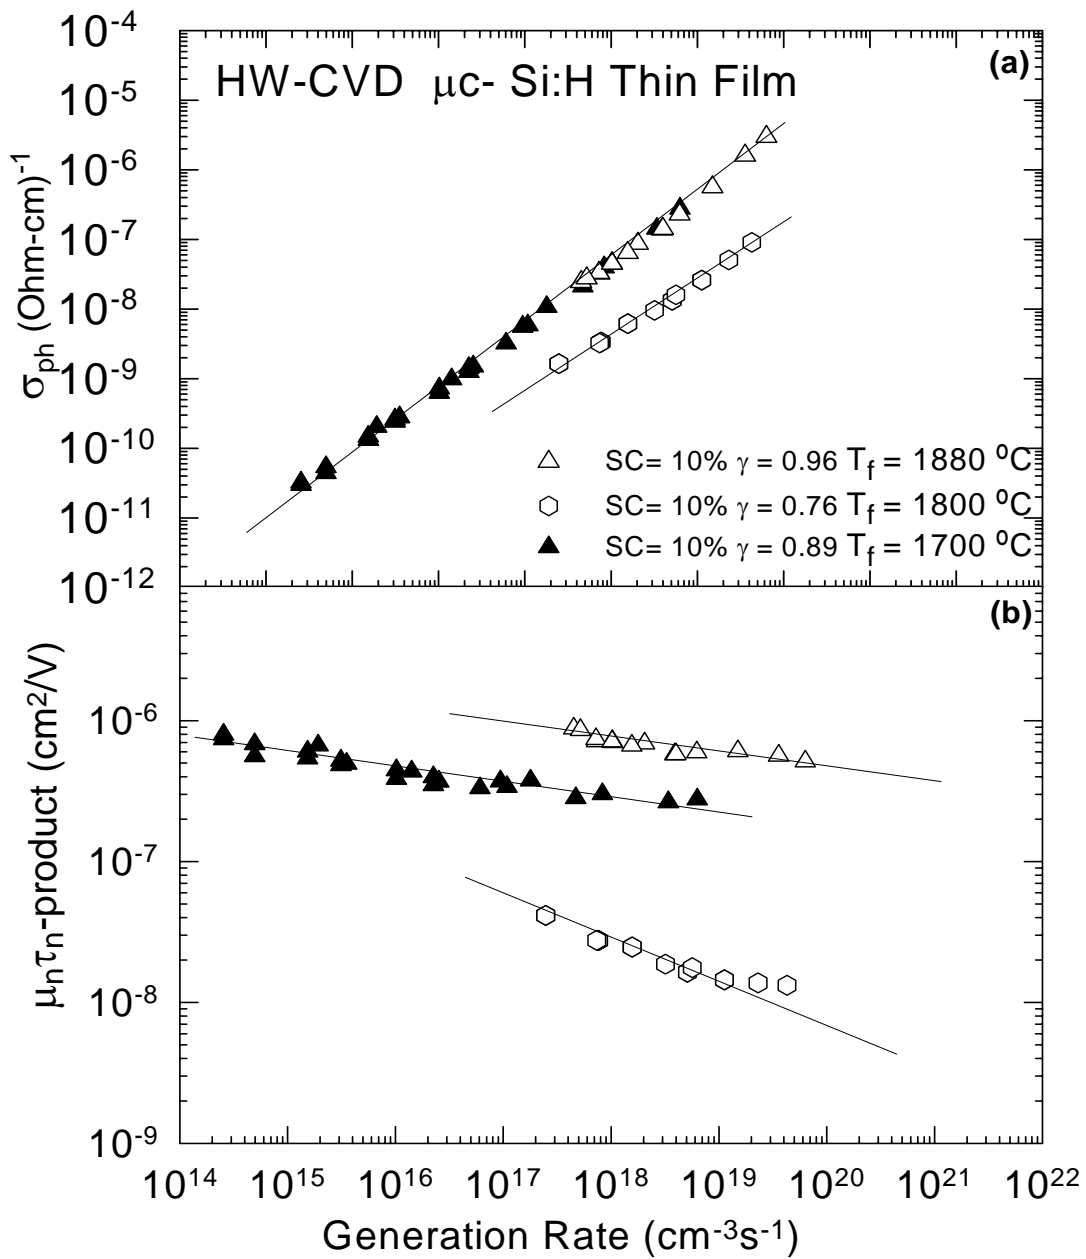 10⁻⁴
(a)
HW-CVD μc- Si:H Thin Film
10⁻⁵
10⁻⁶
10⁻⁷
10⁻⁸
10⁻⁹
10⁻¹⁰
10⁻¹¹
10⁻¹²
σph (Ohm-cm)⁻¹
SC= 10% γ = 0.96 Tf = 1880 ⁰C
SC= 10% γ = 0.76 Tf = 1800 ⁰C
SC= 10% γ = 0.89 Tf = 1700 ⁰C
(b)
10⁻⁶
10⁻⁷
10⁻⁸
10⁻⁹
μnτn-product (cm²/V)
10¹⁴ 10¹⁵ 10¹⁶ 10¹⁷ 10¹⁸ 10¹⁹ 10²⁰ 10²¹ 10²²
Generation Rate (cm⁻³s⁻¹)